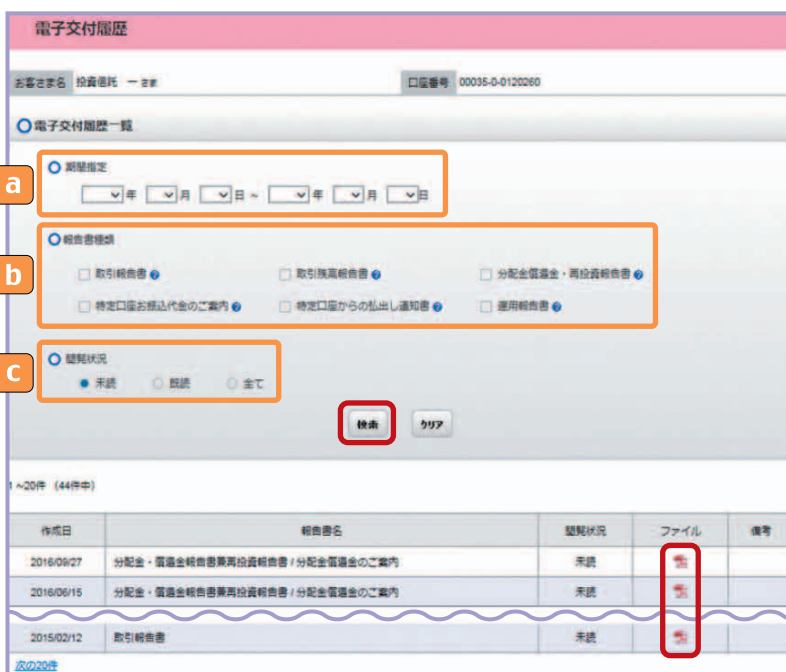 電子交付履歴
お客さま名 投資信託 一 さま 口座番号 00035-0-0120260
電子交付履歴一覧
a
期間指定
年 月 日 ~ 年 月 日
b
報告書種類
取引報告書 取引残高報告書 分配金償還金・再投資報告書
特定口座お振込代金のご案内 特定口座からの払出し通知書 運用報告書
c
閲覧状況
未読 既読 全て
検索 クリア
1 ~20件 (44件中)
作成日 報告書名 閲覧状況 ファイル 備考
2016/09/27 分配金・償還金報告書兼再投資報告書 / 分配金償還金のご案内 未読
2016/06/15 分配金・償還金報告書兼再投資報告書 / 分配金償還金のご案内 未読
2015/02/12 取引報告書 未読
次の20件